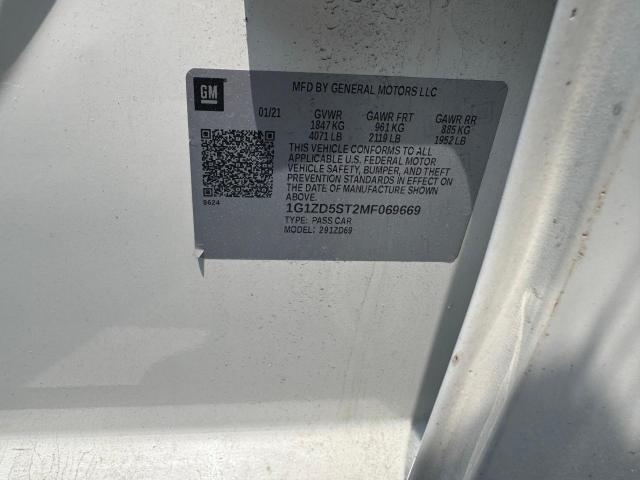 GM
MFD BY GENERAL MOTORS LLC
01/21 GVWR GAWR FRT GAWR RR
1847 KG 961 KG 885 KG
4071 LB 2119 LB 1952 LB
THIS VEHICLE CONFORMS TO ALL
APPLICABLE U.S. FEDERAL MOTOR
VEHICLE SAFETY, BUMPER, AND THEFT
PREVENTION STANDARDS IN EFFECT ON
THE DATE OF MANUFACTURE SHOWN
ABOVE.
9624
1G1ZD5ST2MF069669
TYPE: PASS CAR
MODEL: 291ZD69